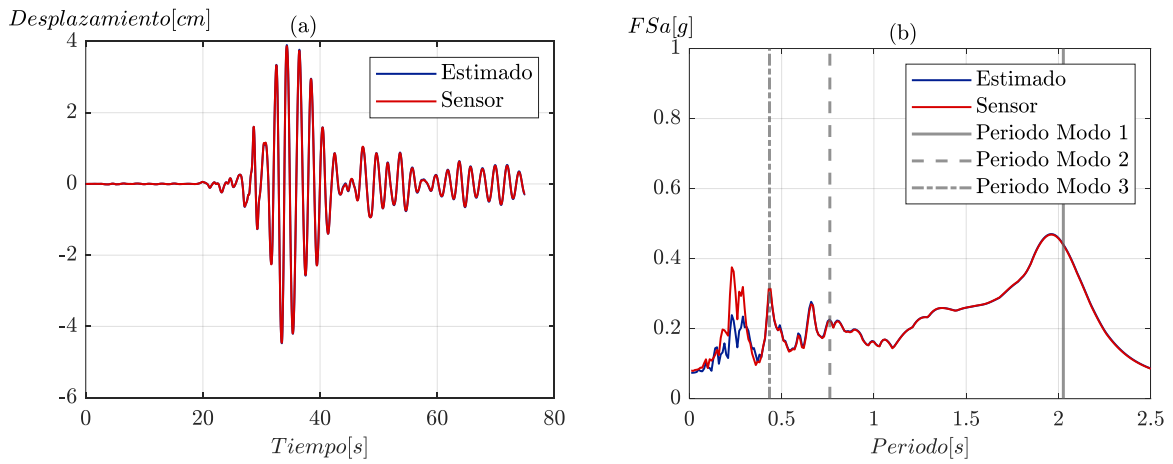 Desplazamiento[cm]
(a)
4
2
0
-2
-4
-6
0
20
40
60
80
Tiempo[s]
Estimado
Sensor
FSa[g]
(b)
1
0.8
0.6
0.4
0.2
0
0
0.5
1
1.5
2
2.5
Periodo[s]
Estimado
Sensor
Periodo Modo 1
Periodo Modo 2
Periodo Modo 3